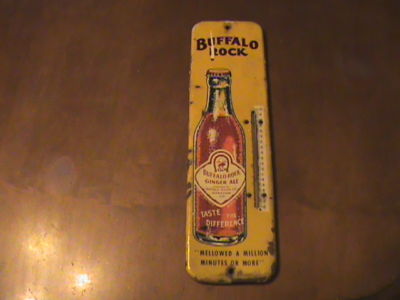 BUFFALO
ROCK
BUFFALO ROCK
GINGER ALE
TASTE THE
DIFFERENCE
"MELLOWED A MILLION
MINUTES OR MORE"